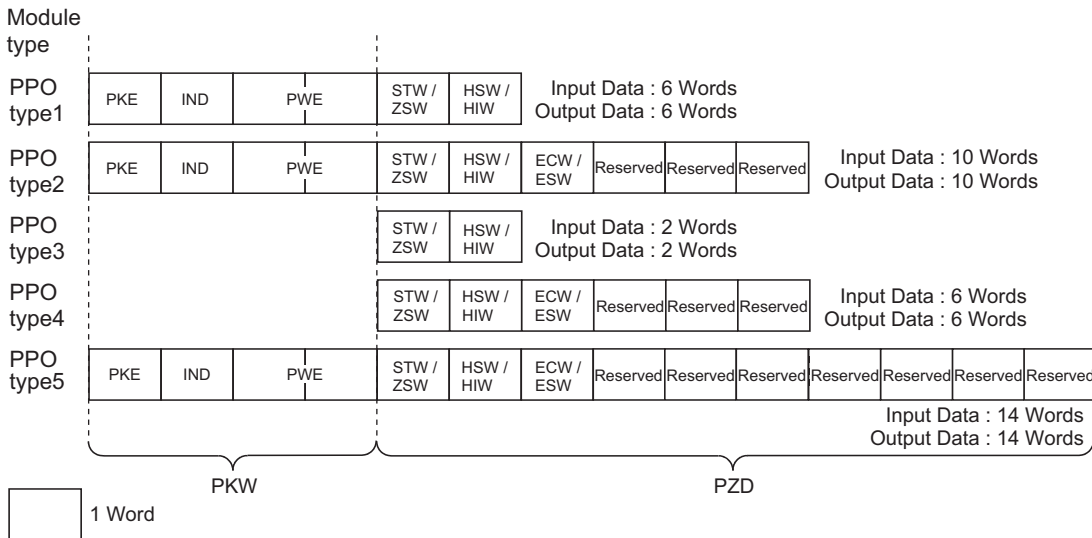 Module
type
PPO
type1
PKE IND PWE STW /
ZSW HSW /
HIW
Input Data : 6 Words
Output Data : 6 Words
PPO
type2
PKE IND PWE STW /
ZSW HSW /
HIW ECW /
ESW Reserved Reserved Reserved
Input Data : 10 Words
Output Data : 10 Words
PPO
type3
STW /
ZSW HSW /
HIW
Input Data : 2 Words
Output Data : 2 Words
PPO
type4
STW /
ZSW HSW /
HIW ECW /
ESW Reserved Reserved Reserved
Input Data : 6 Words
Output Data : 6 Words
PPO
type5
PKE IND PWE STW /
ZSW HSW /
HIW ECW /
ESW Reserved Reserved Reserved Reserved Reserved Reserved Reserved
Input Data : 14 Words
Output Data : 14 Words
PKW PZD
1 Word